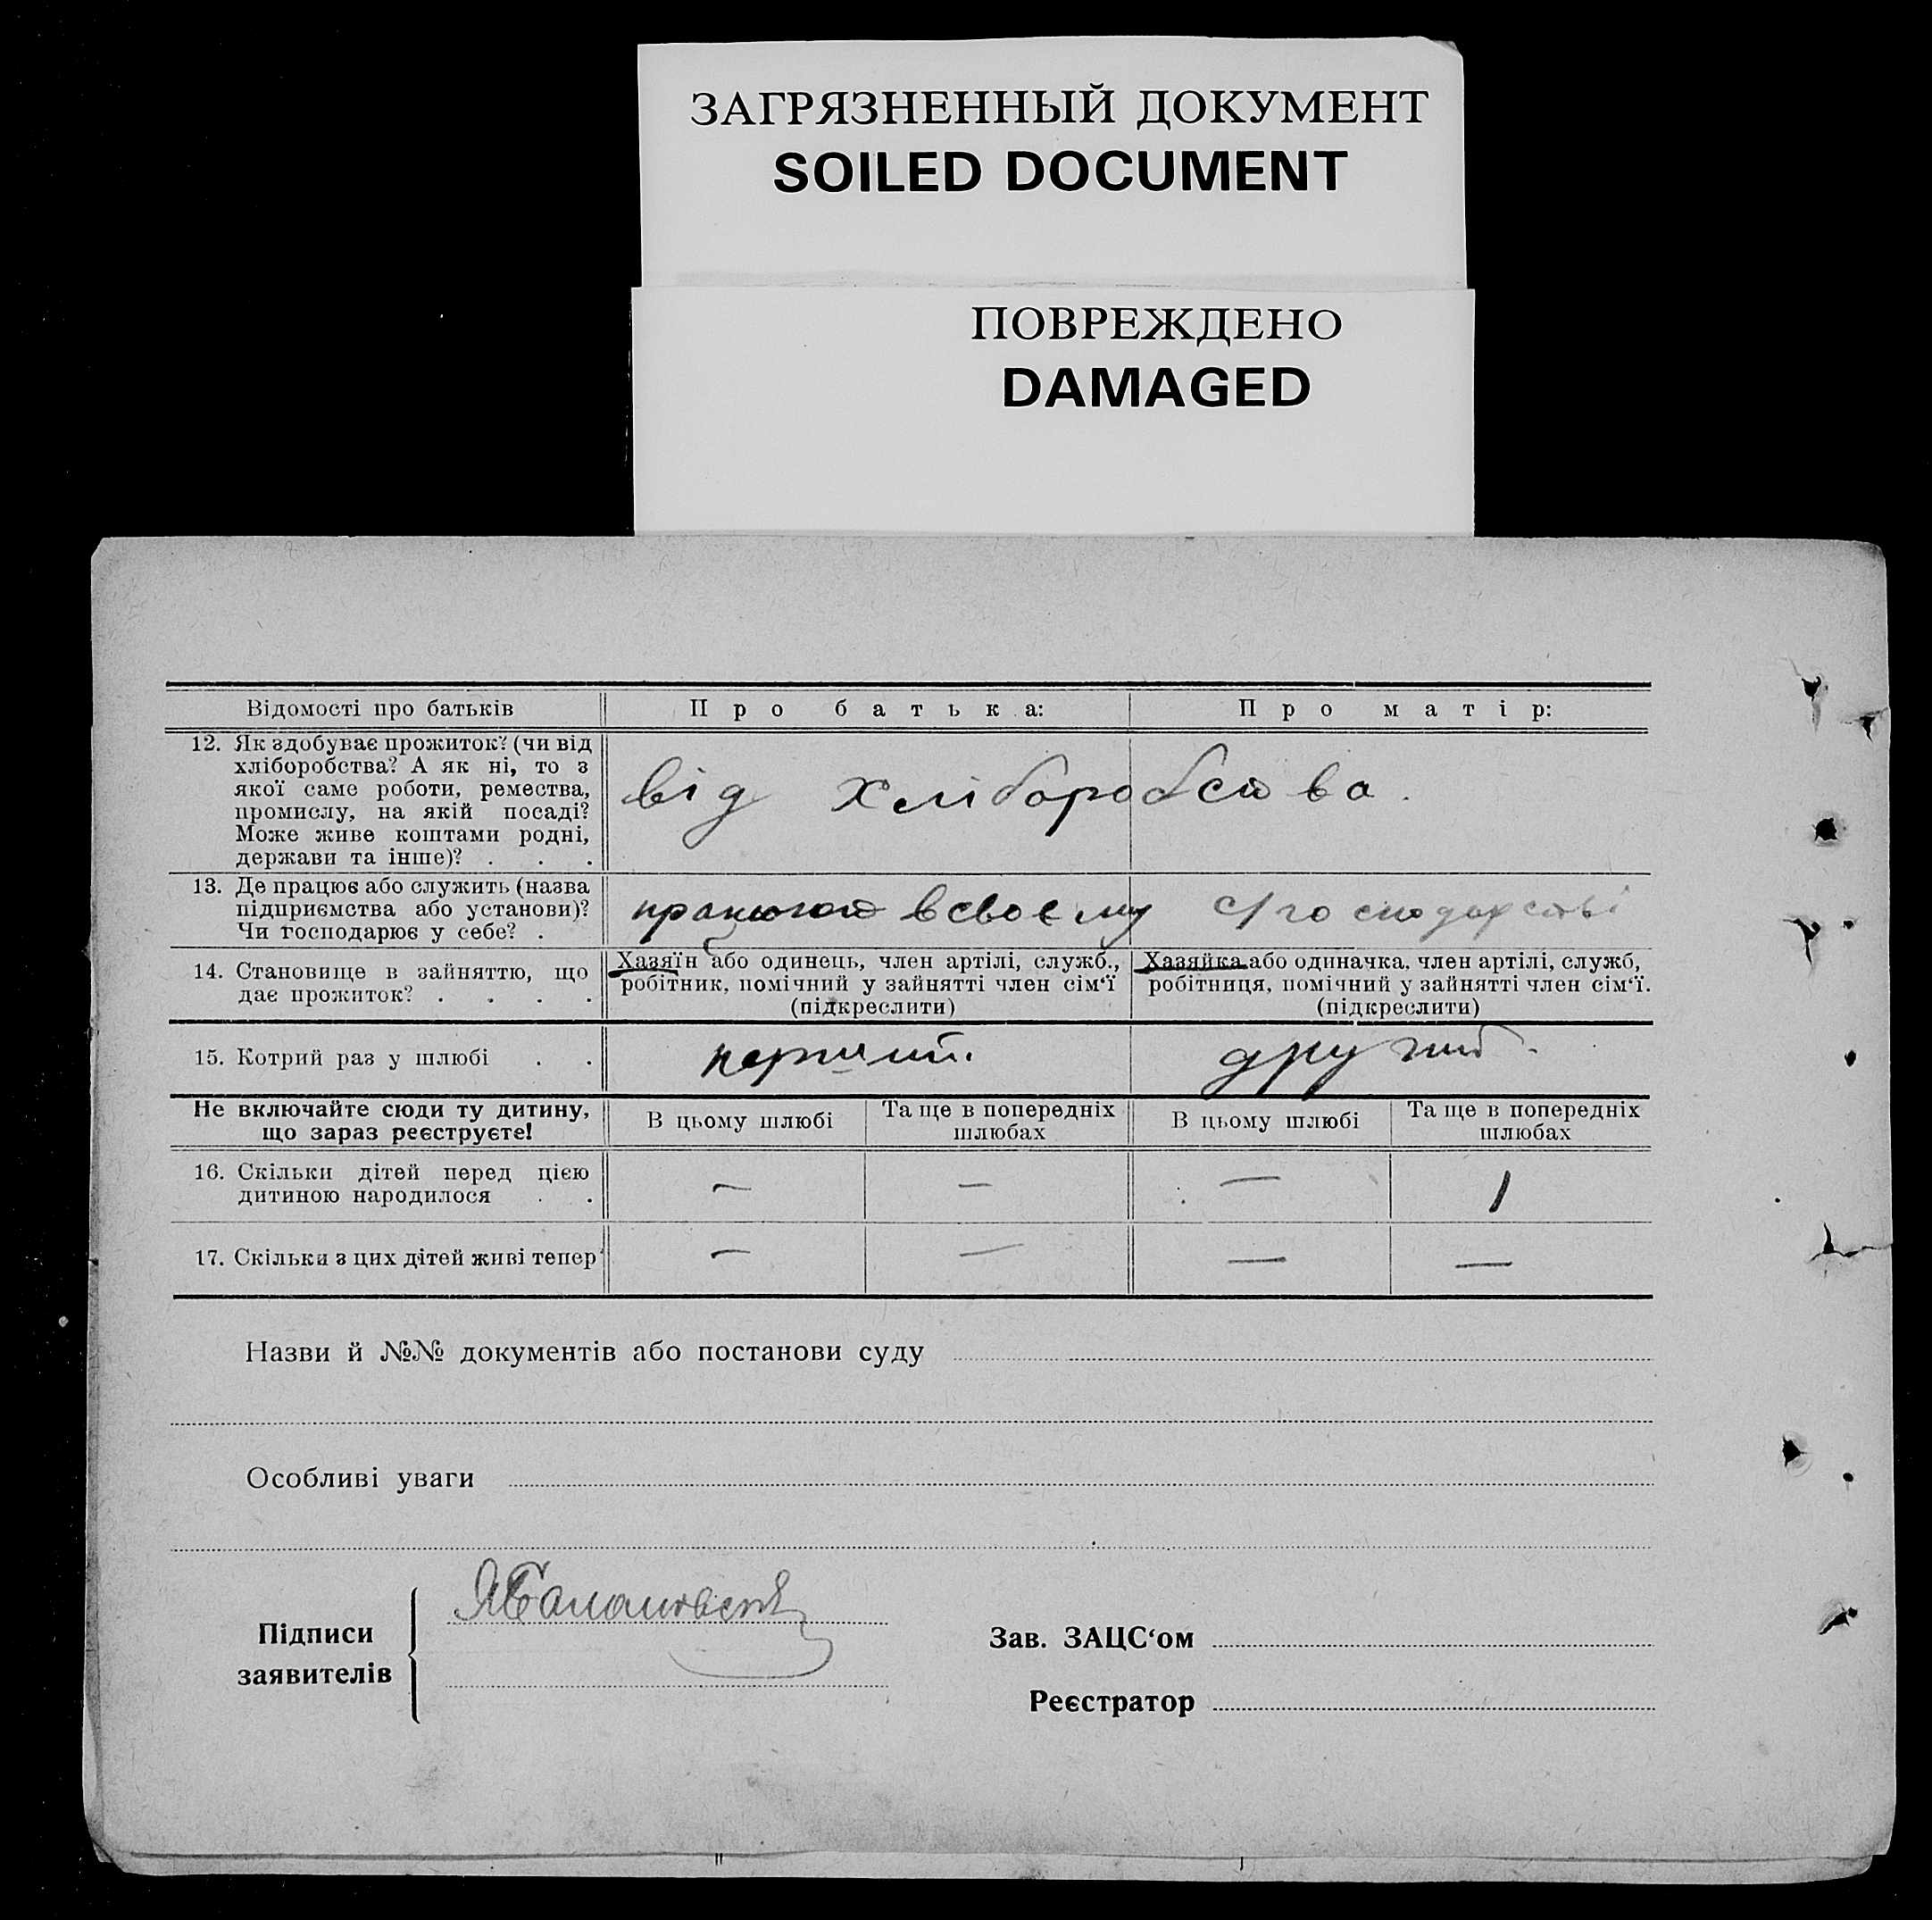 ЗАГРЯЗНЕННЫЙ ДОКУМЕНТ
SOILED DOCUMENT
ПОВРЕЖДЕНО
DAMAGED
Відомості про батьків Про батька: Про матір:
12. Як здобуває прожиток? (чи від
хліборобства? А як ні, то з
якої саме роботи, ремества,
промислу, на якій посаді?
Може живе коштами родні,
держави та інше)? . . .
від хліборобства.
13. Де працює або служить (назва
підприємства або установи)?
Чи господарює у себе? .
працюють в своєму с/господарстві
14. Становище в зайняттю, що
дає прожиток? . . . .
Хазяїн або одинець, член артілі, служб.,
робітник, помічний у зайнятті член сім‘ї
(підкреслити)
Хазяйка або одиначка, член артілі, служб,
робітниця, помічний у зайнятті член сім‘ї.
(підкреслити)
15. Котрий раз у шлюбі . . перший. другий.
Не включайте сюди ту дитину,
що зараз реєструєте!
В цьому шлюбі
Та ще в попередніх
шлюбах
В цьому шлюбі
Та ще в попередніх
шлюбах
16. Скільки дітей перед цією
дитиною народилося . .
— — — 1
17. Скільки з цих дітей живі тепер — — — —
Назви й №№ документів або постанови суду
Особливі уваги
Підписи
заявителів
Зав. ЗАЦС‘ом
Реєстратор